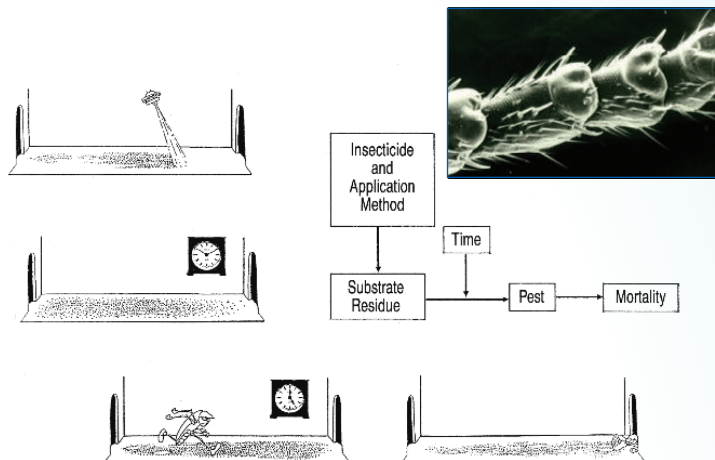 Insecticide
and
Application
Method
Time
Substrate
Residue
Pest
Mortality